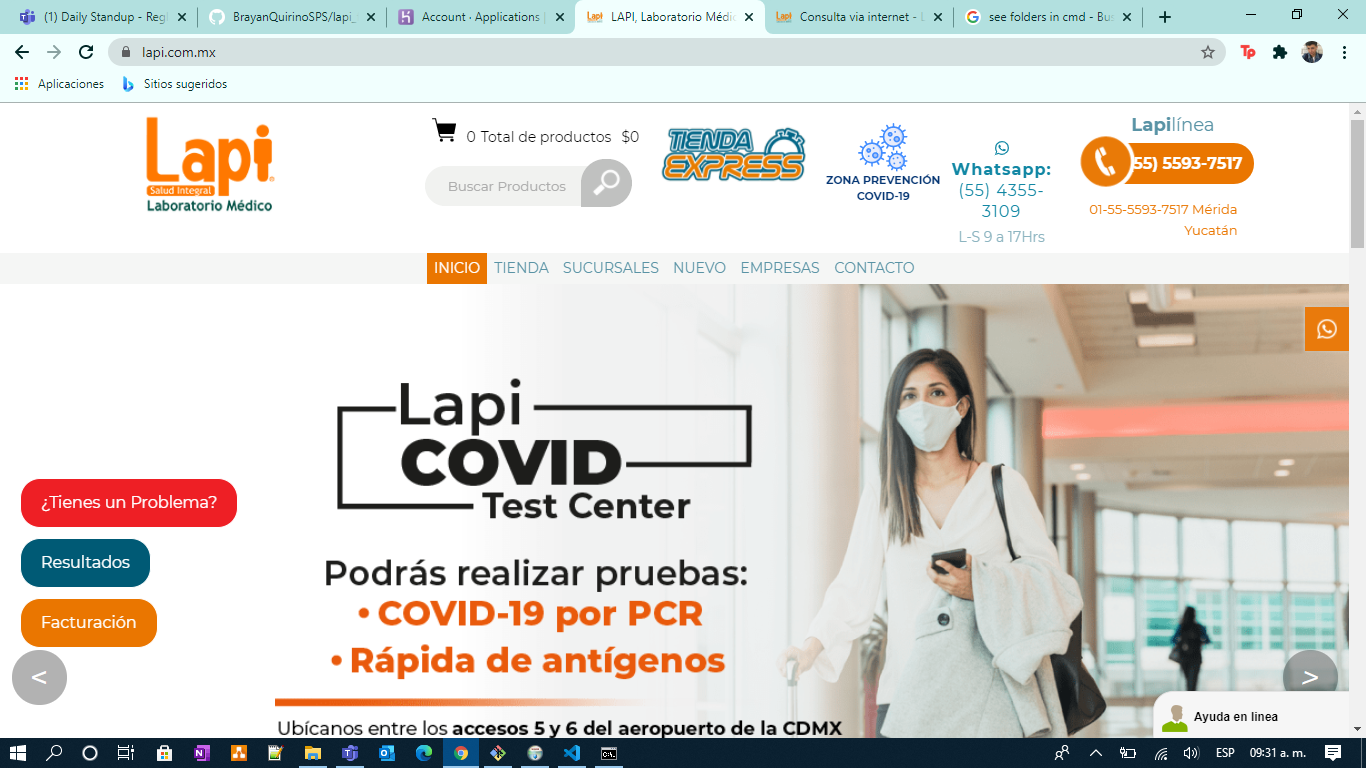 (1) Daily Standup - Regi
BrayanQuirinoSPS/lapi_
Account · Applications |
LAPI, Laboratorio Médic
Consulta via internet - L
see folders in cmd - Bus
lapi.com.mx
Tp
Aplicaciones
Sitios sugeridos
Lapi
Salud Integral
Laboratorio Médico
0 Total de productos $0
Buscar Productos
TIENDA
EXPRESS
ZONA PREVENCIÓN
COVID-19
Whatsapp:
(55) 4355-
3109
L-S 9 a 17Hrs
Lapilínea
55) 5593-7517
01-55-5593-7517 Mérida
Yucatán
INICIO TIENDA SUCURSALES NUEVO EMPRESAS CONTACTO
Lapi
COVID
Test Center
Podrás realizar pruebas:
• COVID-19 por PCR
• Rápida de antígenos
Ubícanos entre los accesos 5 y 6 del aeropuerto de la CDMX
¿Tienes un Problema?
Resultados
Facturación
<
>
Ayuda en linea
ESP
09:31 a. m.